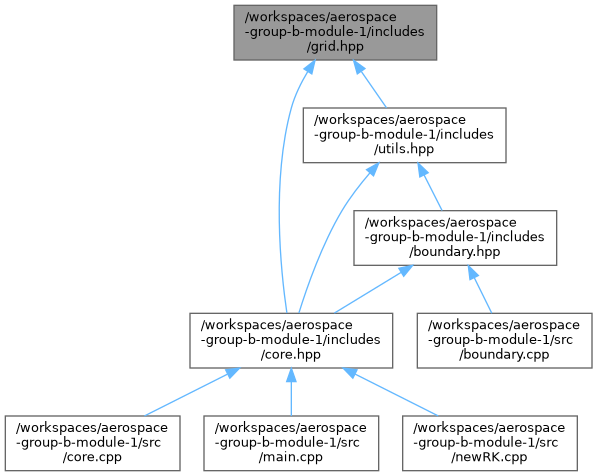 /workspaces/aerospace
-group-b-module-1/includes
/grid.hpp
/workspaces/aerospace
-group-b-module-1/includes
/utils.hpp
/workspaces/aerospace
-group-b-module-1/includes
/boundary.hpp
/workspaces/aerospace
-group-b-module-1/includes
/core.hpp
/workspaces/aerospace
-group-b-module-1/src
/boundary.cpp
/workspaces/aerospace
-group-b-module-1/src
/core.cpp
/workspaces/aerospace
-group-b-module-1/src
/main.cpp
/workspaces/aerospace
-group-b-module-1/src
/newRK.cpp